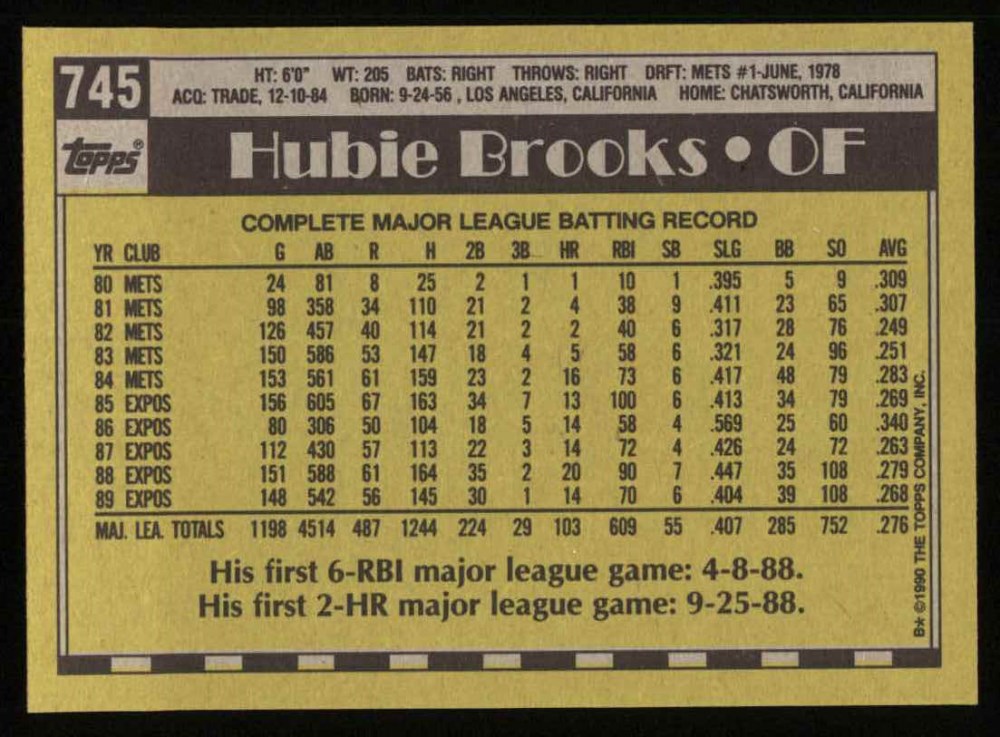 745
HT: 6'0" WT: 205 BATS: RIGHT THROWS: RIGHT DRFT: METS #1-JUNE, 1978
ACQ: TRADE, 12-10-84 BORN: 9-24-56 , LOS ANGELES, CALIFORNIA HOME: CHATSWORTH, CALIFORNIA
topps®
Hubie Brooks • OF
COMPLETE MAJOR LEAGUE BATTING RECORD
YR CLUB G AB R H 2B 3B HR RBI SB SLG BB SO AVG
80 METS 24 81 8 25 2 1 1 10 1 .395 5 9 .309
81 METS 98 358 34 110 21 2 4 38 9 .411 23 65 .307
82 METS 126 457 40 114 21 2 2 40 6 .317 28 76 .249
83 METS 150 586 53 147 18 4 5 58 6 .321 24 96 .251
84 METS 153 561 61 159 23 2 16 73 6 .417 48 79 .283
85 EXPOS 156 605 67 163 34 7 13 100 6 .413 34 79 .269
86 EXPOS 80 306 50 104 18 5 14 58 4 .569 25 60 .340
87 EXPOS 112 430 57 113 22 3 14 72 4 .426 24 72 .263
88 EXPOS 151 588 61 164 35 2 20 90 7 .447 35 108 .279
89 EXPOS 148 542 56 145 30 1 14 70 6 .404 39 108 .268
MAJ. LEA. TOTALS 1198 4514 487 1244 224 29 103 609 55 .407 285 752 .276
His first 6-RBI major league game: 4-8-88.
His first 2-HR major league game: 9-25-88.
B* ©1990 THE TOPPS COMPANY, INC.